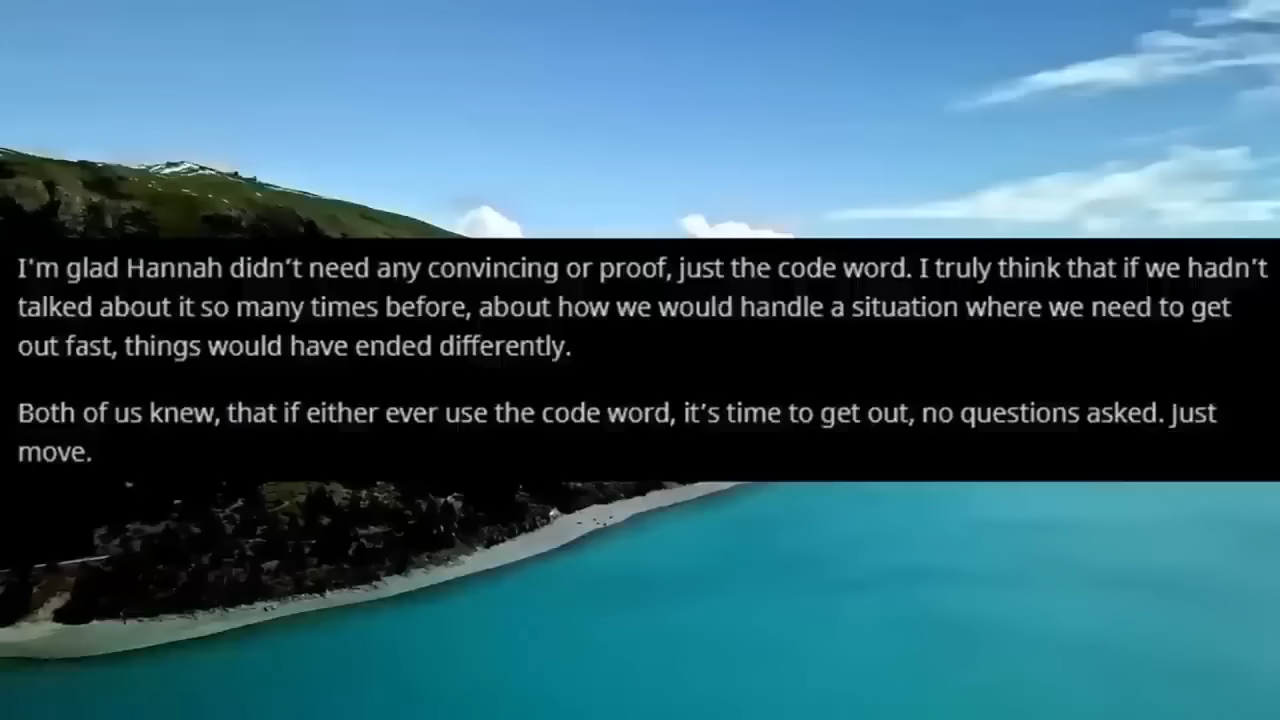 I'm glad Hannah didn't need any convincing or proof, just the code word. I truly think that if we hadn't
talked about it so many times before, about how we would handle a situation where we need to get
out fast, things would have ended differently.
Both of us knew, that if either ever use the code word, it's time to get out, no questions asked. Just
move.